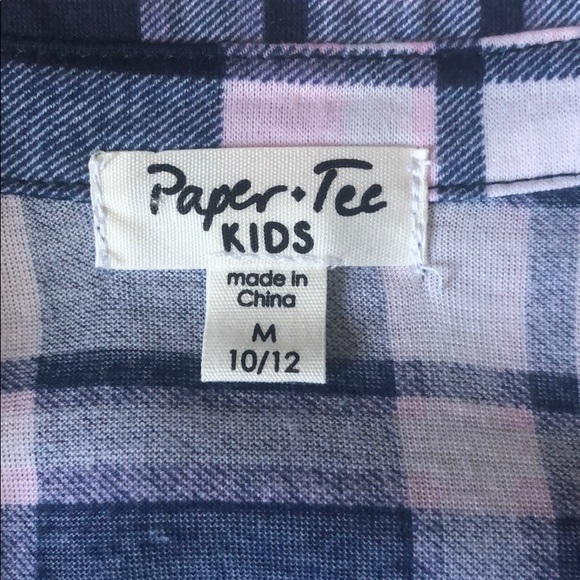 Paper + Tee
KIDS
made in
China
M
10/12